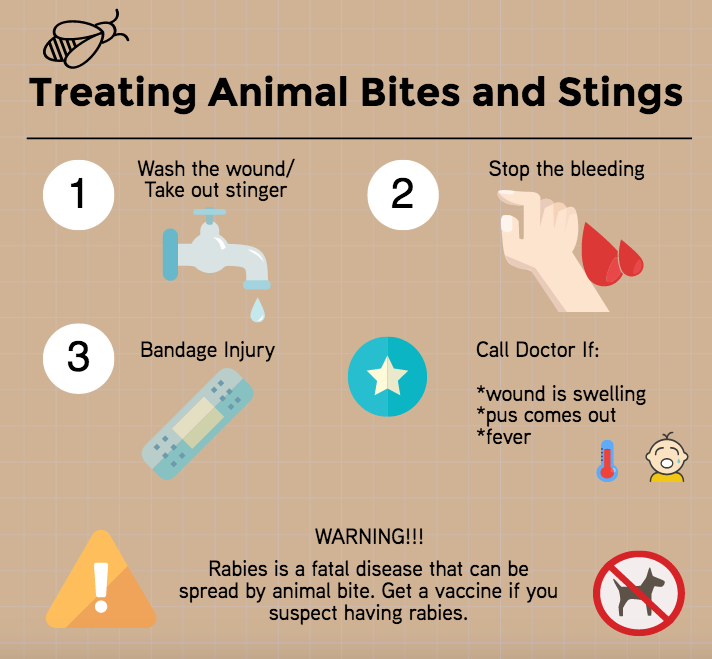 Treating Animal Bites and Stings
1
Wash the wound/
Take out stinger
2
Stop the bleeding
3
Bandage Injury
Call Doctor If:
*wound is swelling
*pus comes out
*fever
WARNING!!!
Rabies is a fatal disease that can be
spread by animal bite. Get a vaccine if you
suspect having rabies.